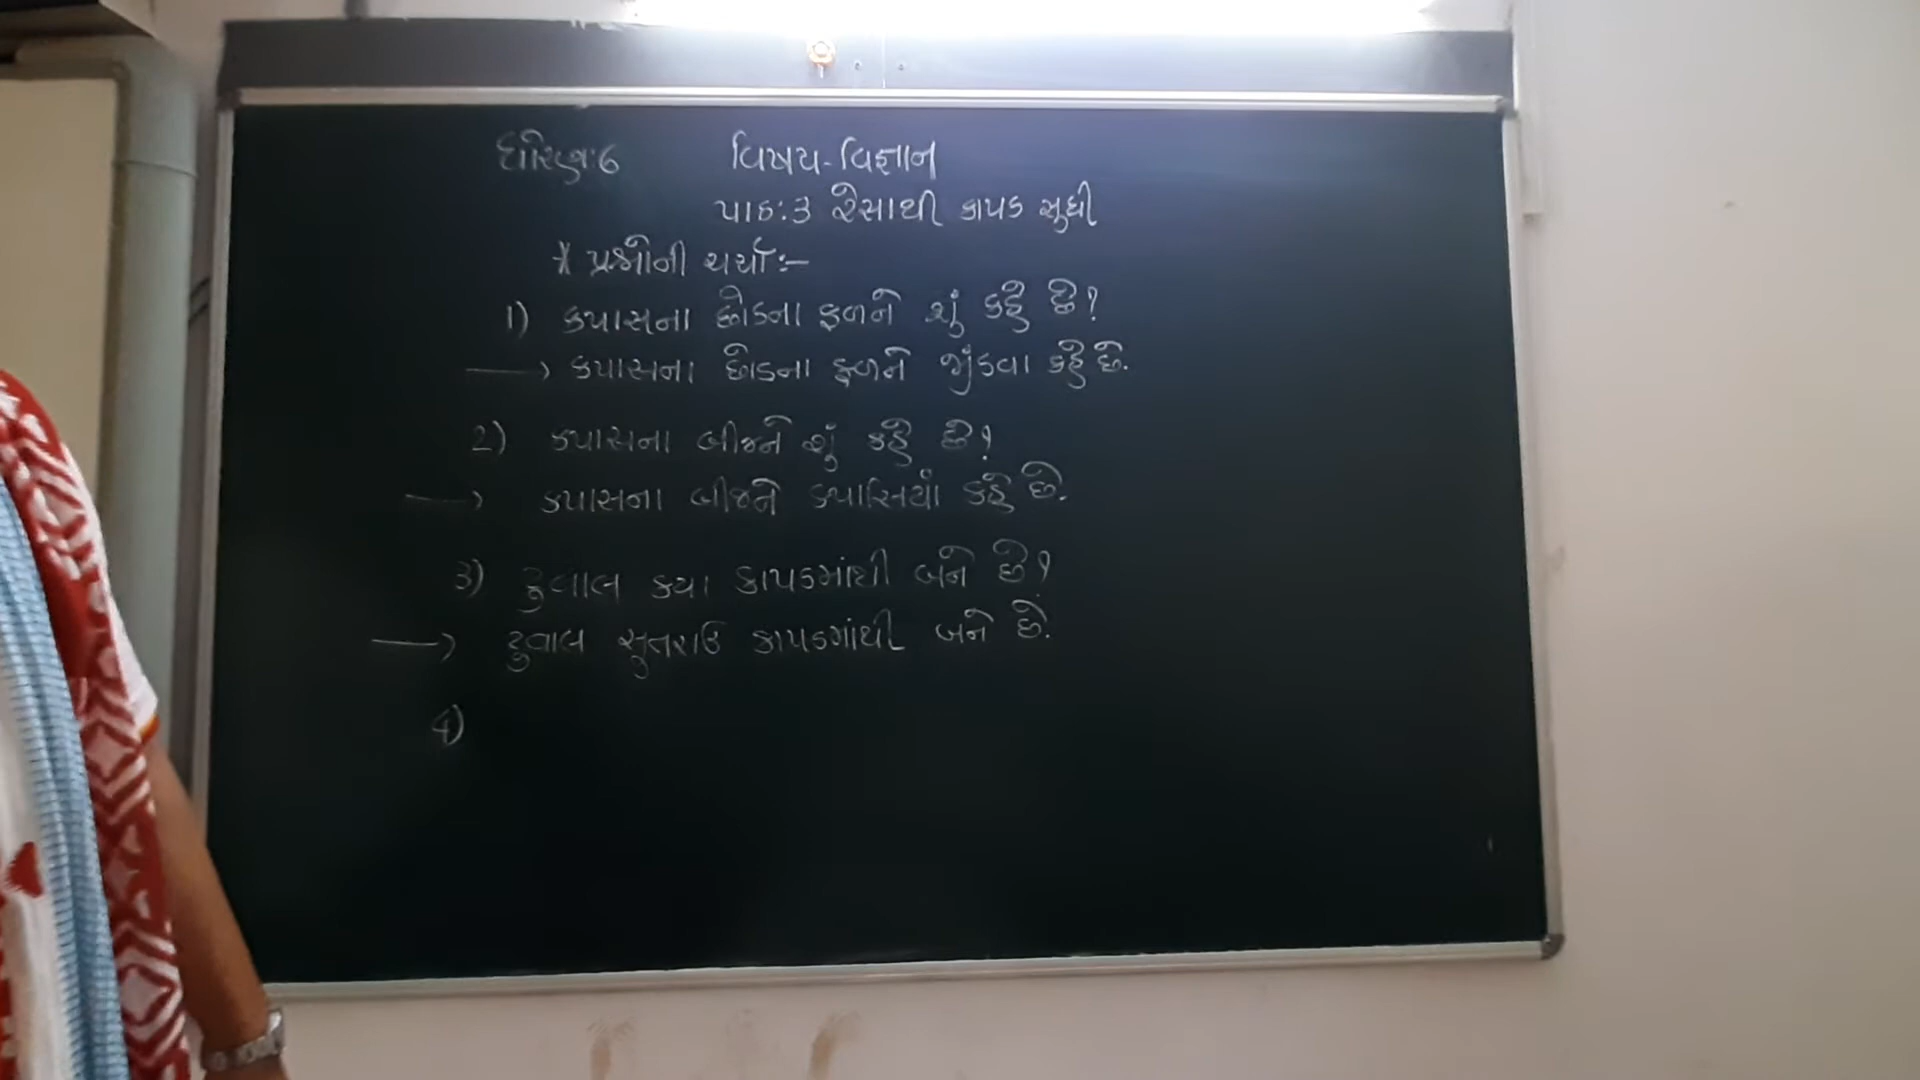 ધોરણ:6 વિષય-વિજ્ઞાન
પાઠ:3 રેસાથી કાપડ સુધી
* પ્રશ્નોની ચર્ચા:-
1) કપાસના છોડના ફળને શું કહે છે?
→ કપાસના છોડના ફળને જીંડવા કહે છે.
2) કપાસના બીજને શું કહે છે?
→ કપાસના બીજને કપાસિયાં કહે છે.
3) ટુવાલ કયા કાપડમાંથી બને છે?
→ ટુવાલ સુતરાઉ કાપડમાંથી બને છે.
4)